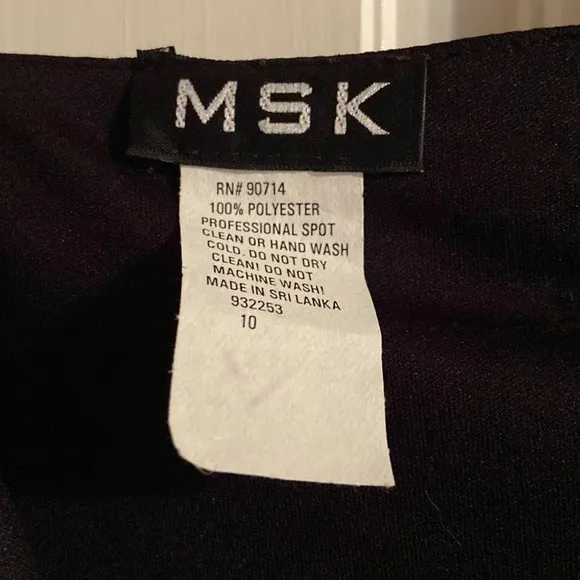 MSK
RN# 90714
100% POLYESTER
PROFESSIONAL SPOT
CLEAN OR HAND WASH
COLD. DO NOT DRY
CLEAN! DO NOT
MACHINE WASH!
MADE IN SRI LANKA
932253
10